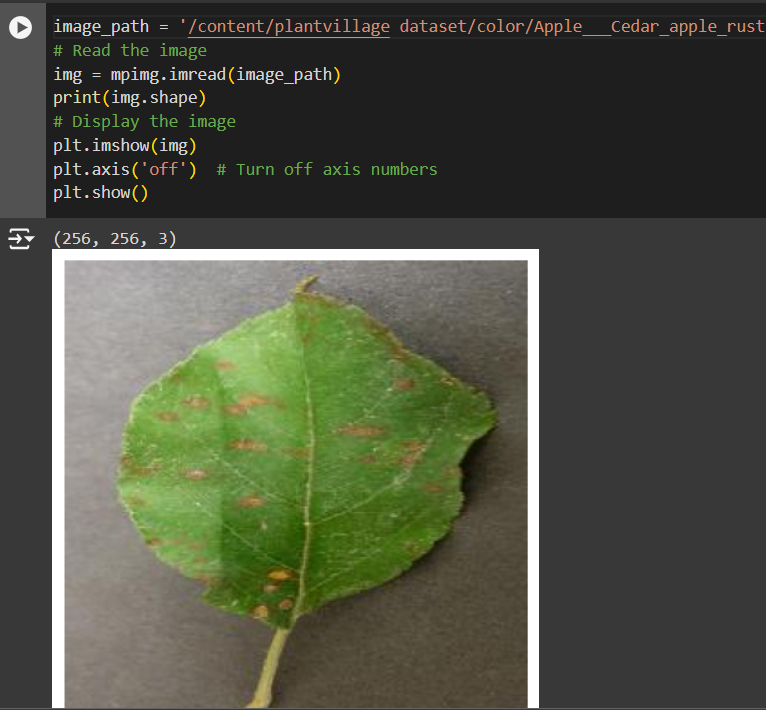 image_path = '/content/plantvillage dataset/color/Apple___Cedar_apple_rust
# Read the image
img = mpimg.imread(image_path)
print(img.shape)
# Display the image
plt.imshow(img)
plt.axis('off')  # Turn off axis numbers
plt.show()
(256, 256, 3)